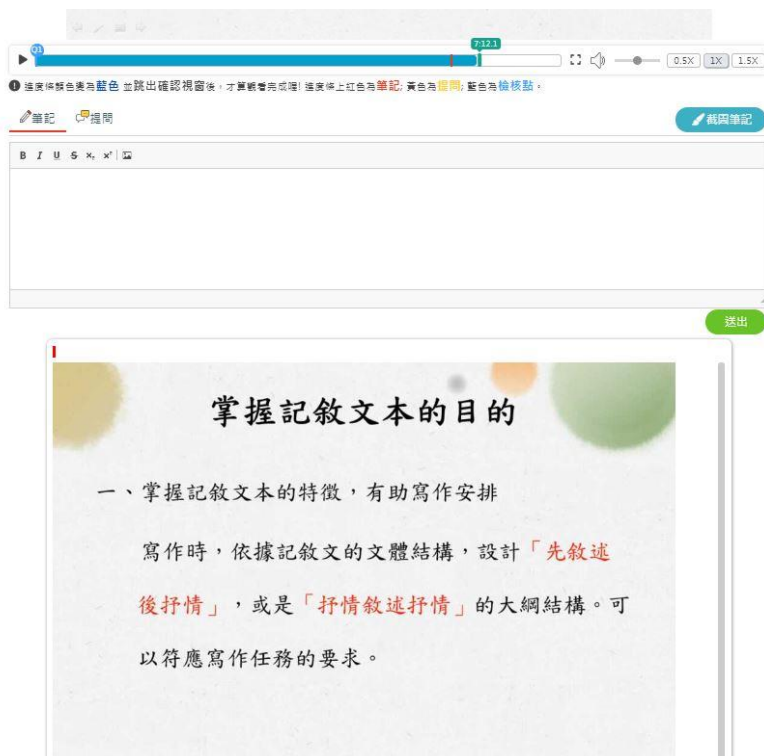 01
7:12.1
0.5X 1X 1.5X
進度條顏色變為藍色 並跳出確認視窗後，才算觀看完成喔! 進度條上紅色為筆記; 黃色為提問; 藍色為檢核點。
筆記 提問 截圖筆記
B I U S x₂ x²
送出
掌握記敘文本的目的
一、掌握記敘文本的特徵，有助寫作安排
寫作時，依據記敘文的文體結構，設計「先敘述
後抒情」，或是「抒情敘述抒情」的大綱結構。可
以符應寫作任務的要求。